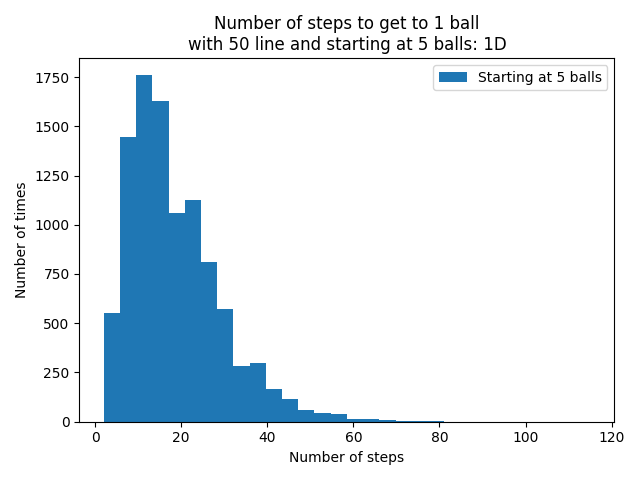 Number of steps to get to 1 ball
with 50 line and starting at 5 balls: 1D
Starting at 5 balls
1750
1500
1250
1000
750
500
250
0
Number of times
0 20 40 60 80 100 120
Number of steps